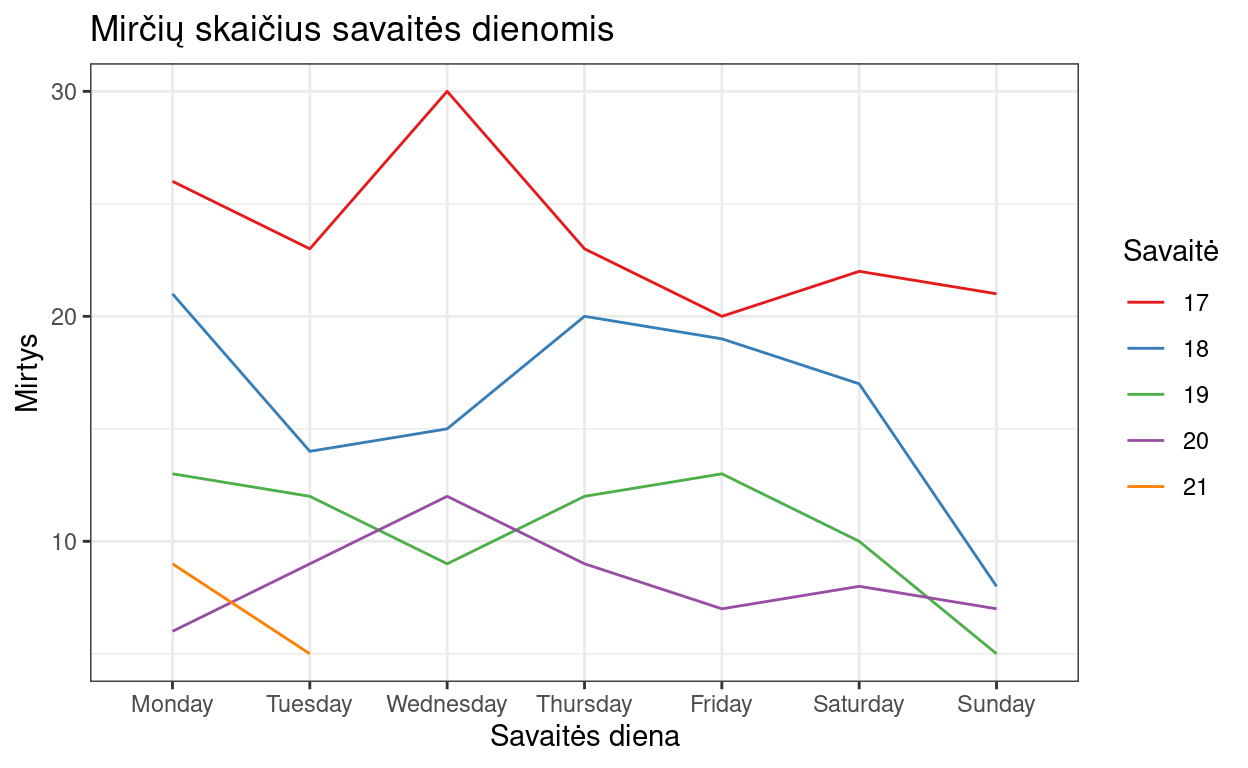 Mirčių skaičius savaitės dienomis
30
20
10
Mirtys
Monday Tuesday Wednesday Thursday Friday Saturday Sunday
Savaitės diena
Savaitė
17
18
19
20
21